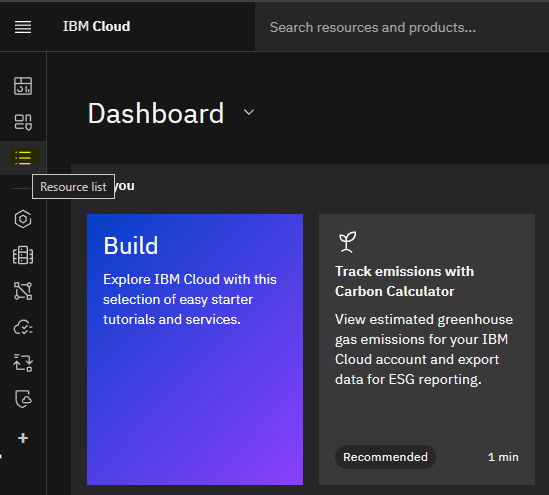 IBM Cloud
Search resources and products...
Dashboard
Resource list
you
Build
Explore IBM Cloud with this
selection of easy starter
tutorials and services.
Track emissions with
Carbon Calculator
View estimated greenhouse
gas emissions for your IBM
Cloud account and export
data for ESG reporting.
Recommended
1 min